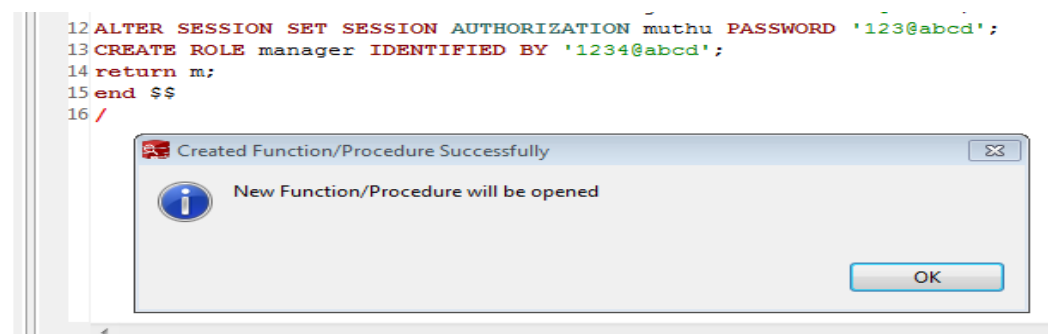 12 ALTER SESSION SET SESSION AUTHORIZATION muthu PASSWORD '123@abcd';
13 CREATE ROLE manager IDENTIFIED BY '1234@abcd';
14 return m;
15 end $$
16 /
Created Function/Procedure Successfully
New Function/Procedure will be opened
OK